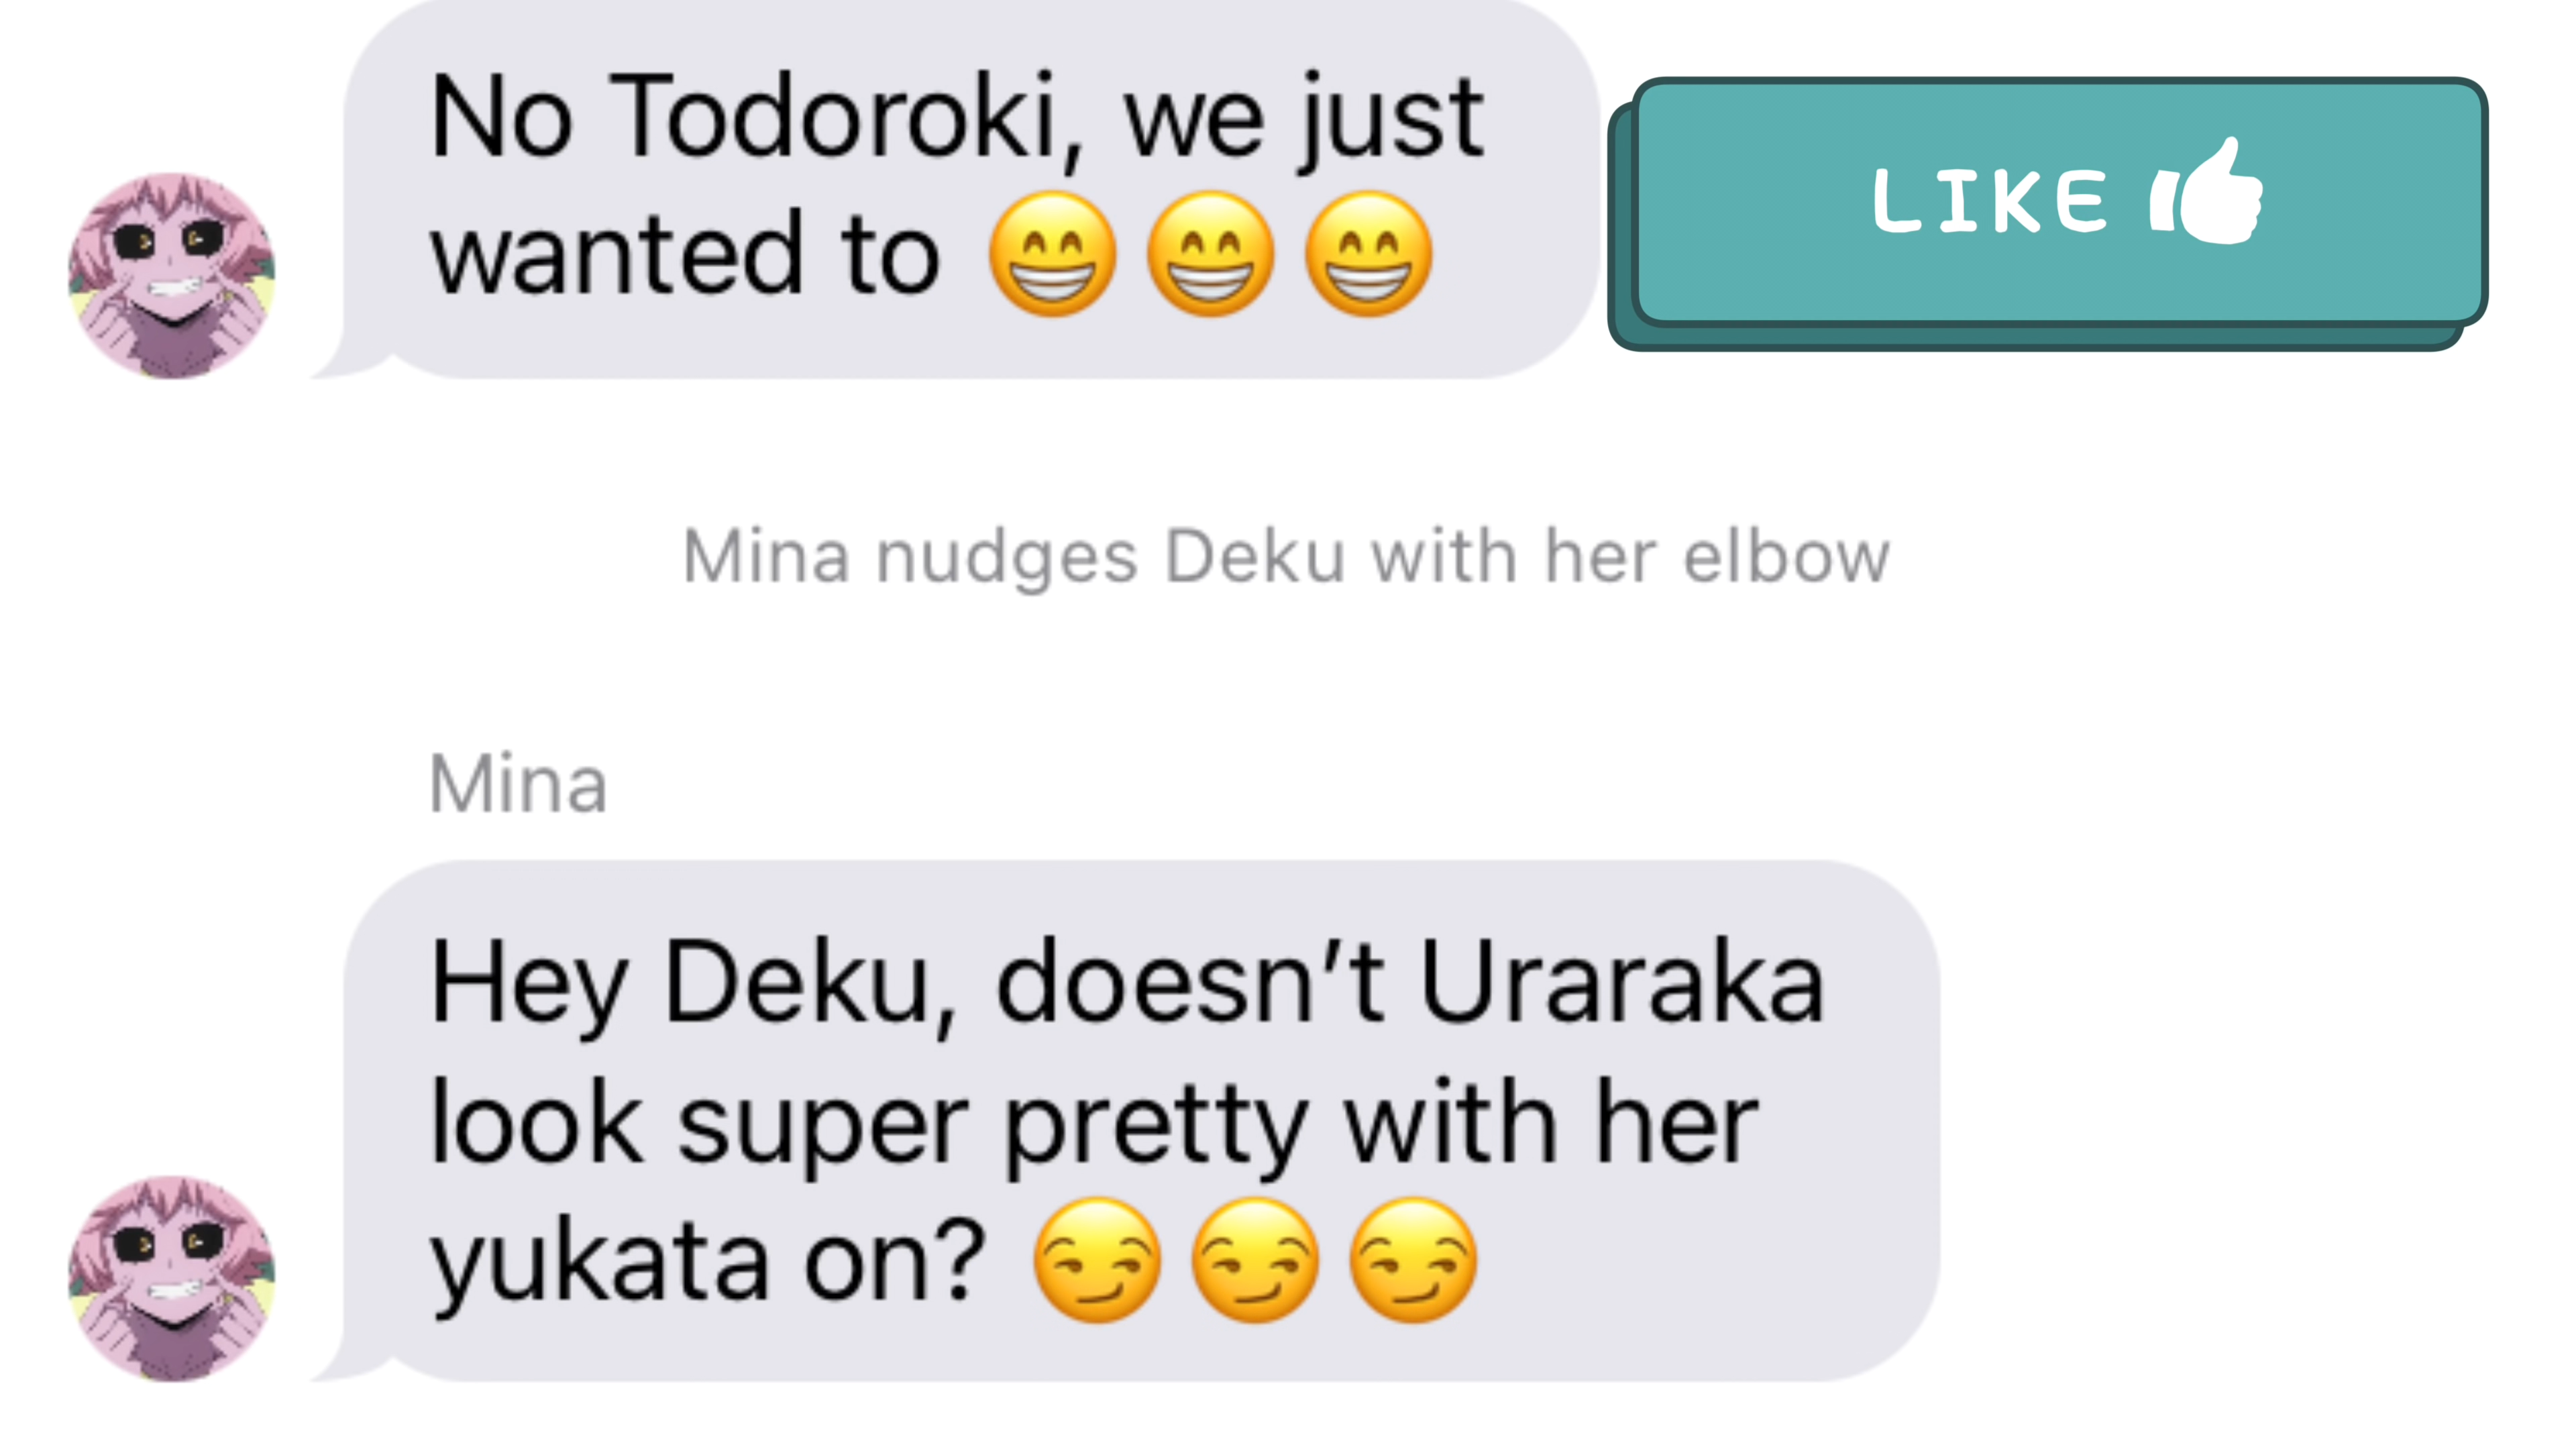 No Todoroki, we just
wanted to 😁😁😁
LIKE 👍
Mina nudges Deku with her elbow
Mina
Hey Deku, doesn’t Uraraka
look super pretty with her
yukata on? 😏😏😏